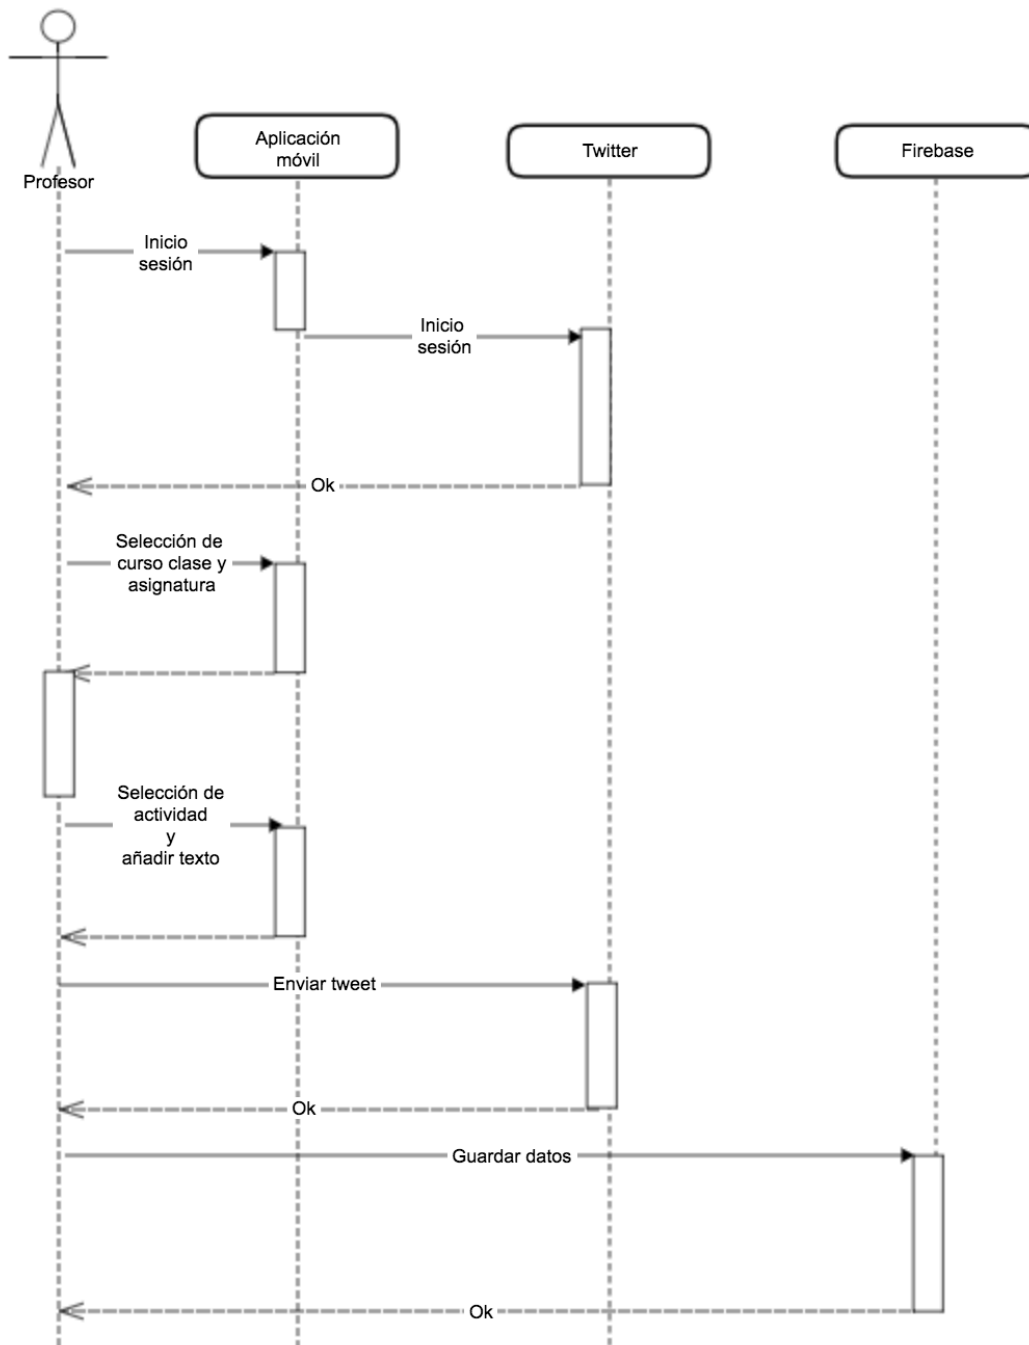 Profesor
Aplicación
móvil
Twitter
Firebase
Inicio
sesión
Inicio
sesión
Ok
Selección de
curso clase y
asignatura
Selección de
actividad
y
añadir texto
Enviar tweet
Ok
Guardar datos
Ok